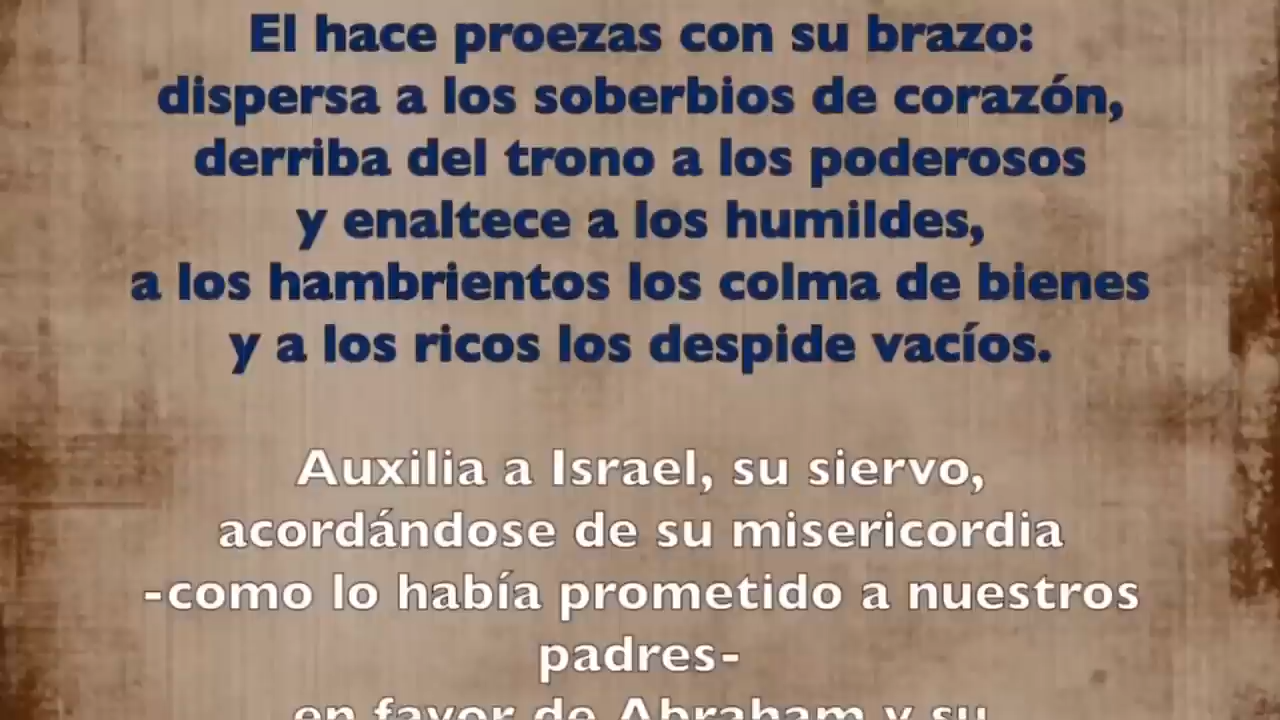 El hace proezas con su brazo:
dispersa a los soberbios de corazón,
derriba del trono a los poderosos
y enaltece a los humildes,
a los hambrientos los colma de bienes
y a los ricos los despide vacíos.
Auxilia a Israel, su siervo,
acordándose de su misericordia
-como lo había prometido a nuestros
padres-
en favor de Abraham y su